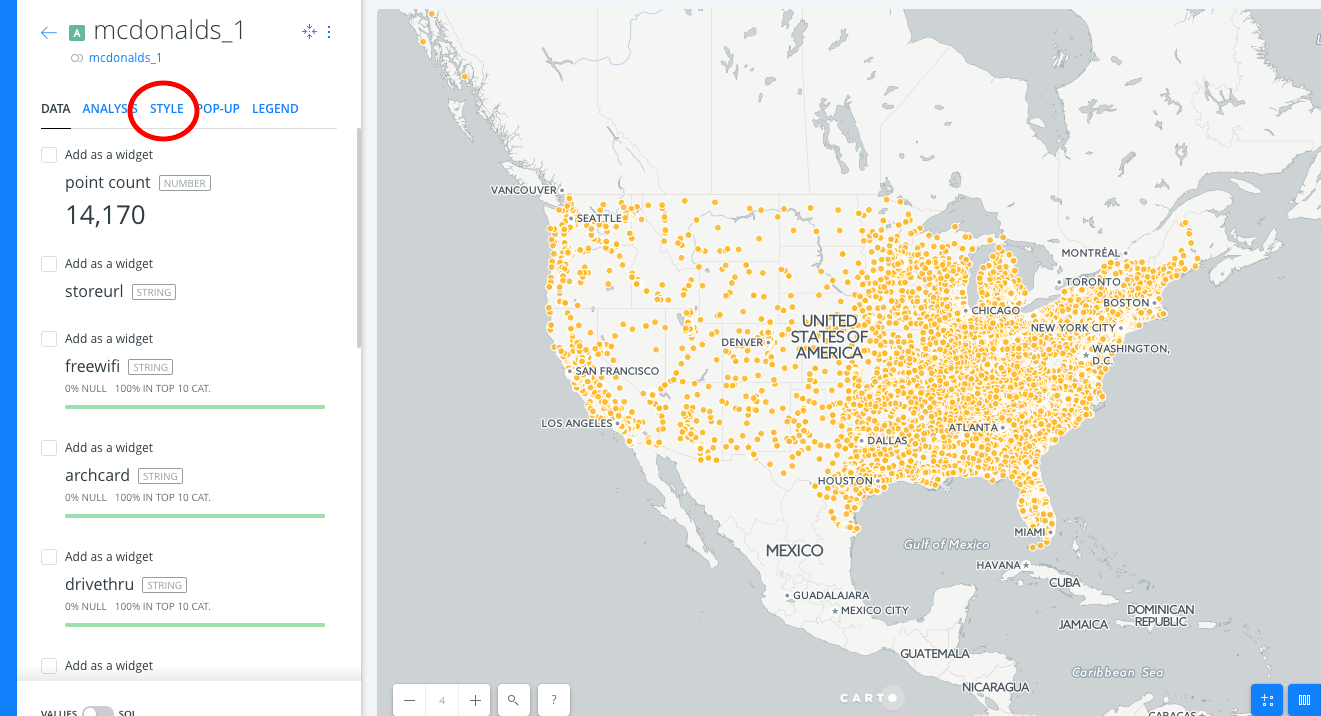 A mcdonalds_1
mcdonalds_1
DATA ANALYSIS STYLE POP-UP LEGEND
Add as a widget
point count NUMBER
14,170
Add as a widget
storeurl STRING
Add as a widget
freewifi STRING
0% NULL 100% IN TOP 10 CAT.
Add as a widget
archcard STRING
0% NULL 100% IN TOP 10 CAT.
Add as a widget
drivethru STRING
0% NULL 100% IN TOP 10 CAT.
Add as a widget
VALUES SQL
VANCOUVER
SEATTLE
MONTRÉAL
TORONTO
BOSTON
CHICAGO
NEW YORK CITY
UNITED
STATES OF
AMERICA
DENVER
WASHINGTON,
D.C.
SAN FRANCISCO
LOS ANGELES
ATLANTA
DALLAS
HOUSTON
MIAMI
MEXICO
Gulf of Mexico
HAVANA
CUBA
GUADALAJARA
MEXICO CITY
DOMINICAN
REPUBLIC
JAMAICA
GUATEMALA
Caribbean Sea
NICARAGUA
CARACAS
4
?
CARTO